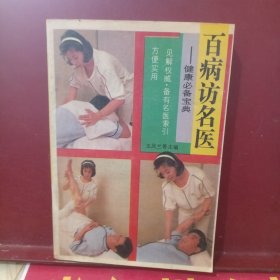 百病访名医
——健康必备宝典
见解权威·备有名医索引
方便实用